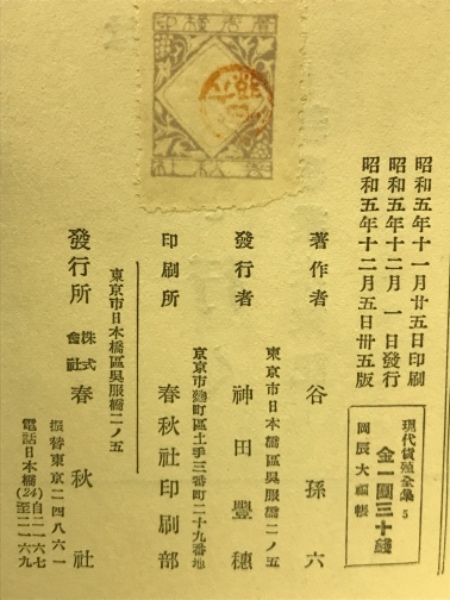 昭和五年十一月廿五日印刷
昭和五年十二月一日發行
昭和五年十二月五日卅五版
現代貨殖全集5
金一圓三十錢
岡辰大福帳
著作者 谷孫六
東京市日本橋區吳服橋二ノ五
發行者 神田豐穗
京京市麹町區土手三番町二十九番地
印刷所 春秋社印刷部
東京市日本橋區吳服橋二ノ五
發行所 株式會社 春秋社
振替東京二四八六一
電話日本橋(24)自二一六七至二一六九